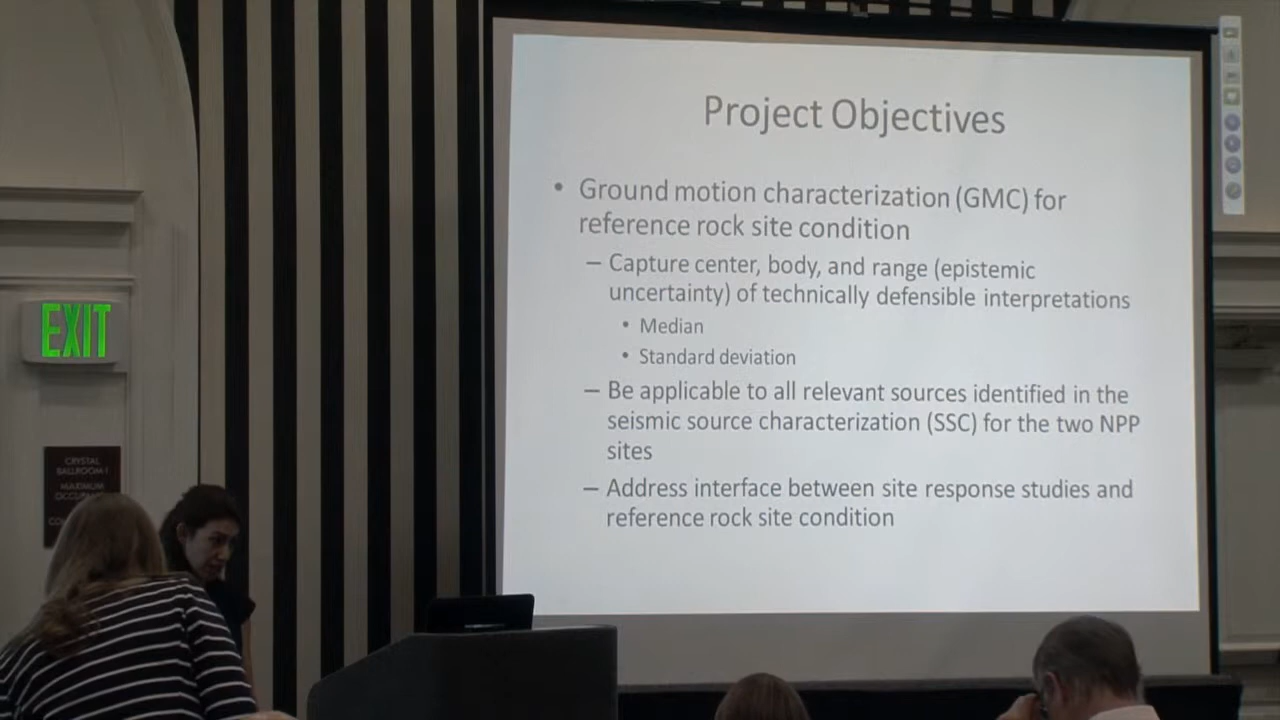 Project Objectives
• Ground motion characterization (GMC) for
reference rock site condition
– Capture center, body, and range (epistemic
uncertainty) of technically defensible interpretations
• Median
• Standard deviation
– Be applicable to all relevant sources identified in the
seismic source characterization (SSC) for the two NPP
sites
– Address interface between site response studies and
reference rock site condition
EXIT
CRYSTAL
BALLROOM I
MAXIMUM